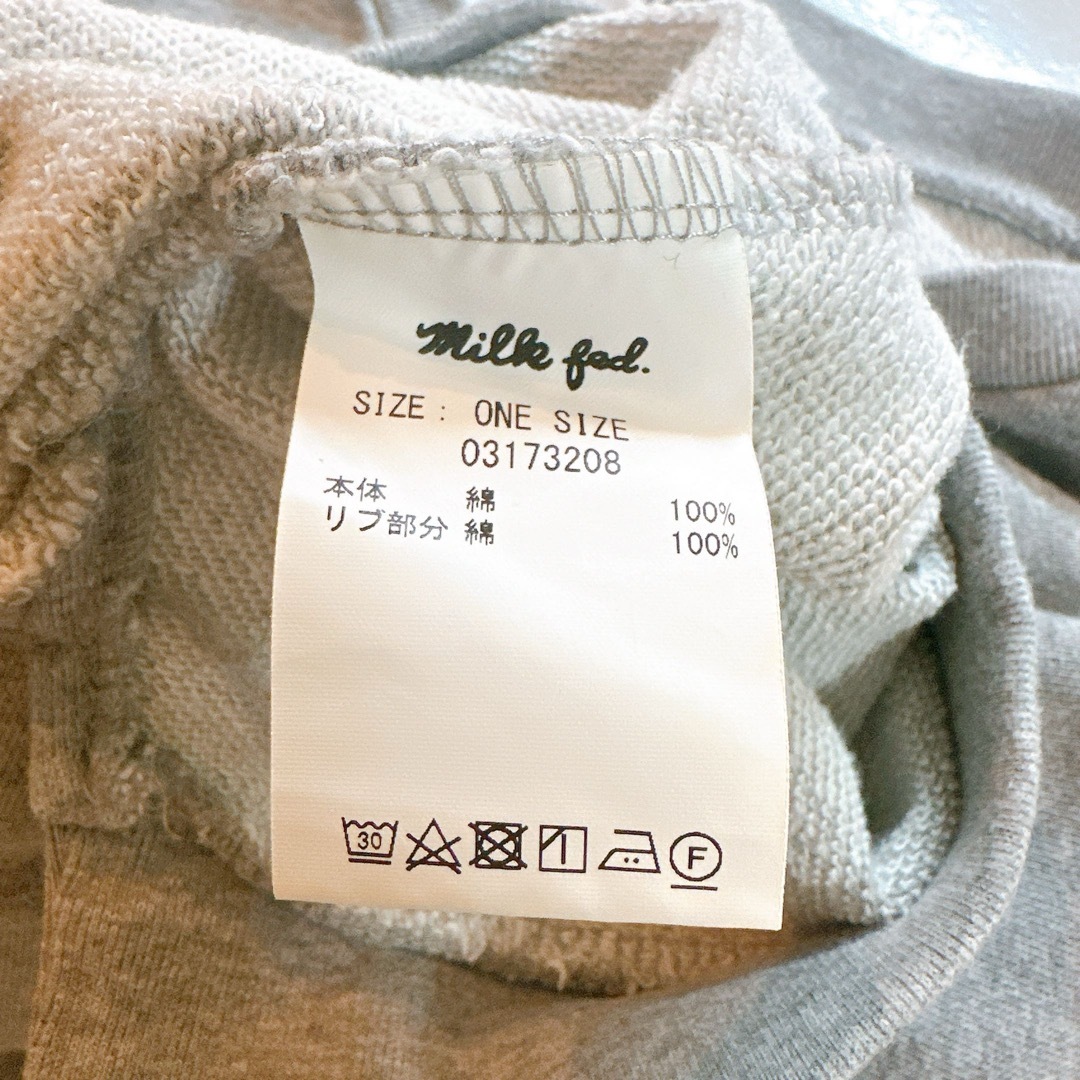 Milk fed.
SIZE : ONE SIZE
03173208
本体 綿 100%
リブ部分 綿 100%
30 F